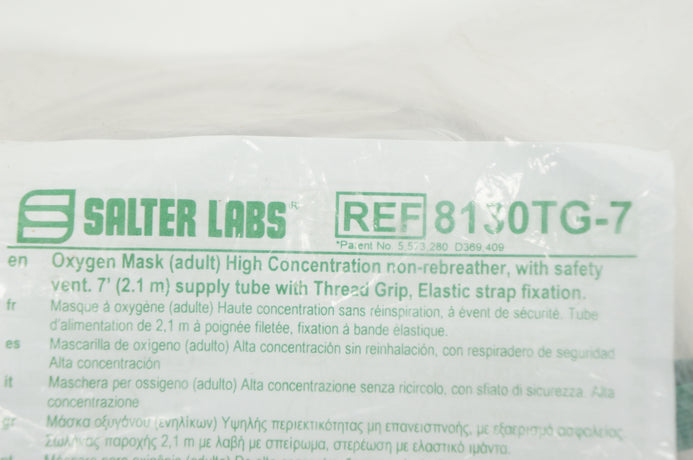 SALTER LABS® REF 8130TG-7
*Patent No. 5,573,280 D369,409
en Oxygen Mask (adult) High Concentration non-rebreather, with safety
vent. 7' (2.1 m) supply tube with Thread Grip, Elastic strap fixation.
fr Masque à oxygène (adulte) Haute concentration sans réinspiration, à évent de sécurité. Tube
d'alimentation de 2,1 m à poignée filetée, fixation à bande élastique.
es Mascarilla de oxigeno (adulto) Alta concentración sin reinhalación, con respiradero de seguridad
Alta concentración
it Maschera per ossigeno (adulto) Alta concentrazione senza ricircolo, con sfiato di sicurezza. Alta
concentrazione
gr Μάσκα οξυγόνου (ενηλίκων) Υψηλής περιεκτικότητας μη επανεισπνοής, με εξαερισμό ασφαλείας.
Σωλήνας παροχής 2,1 m με λαβή με σπείρωμα, στερέωση με ελαστικό ιμάντα.